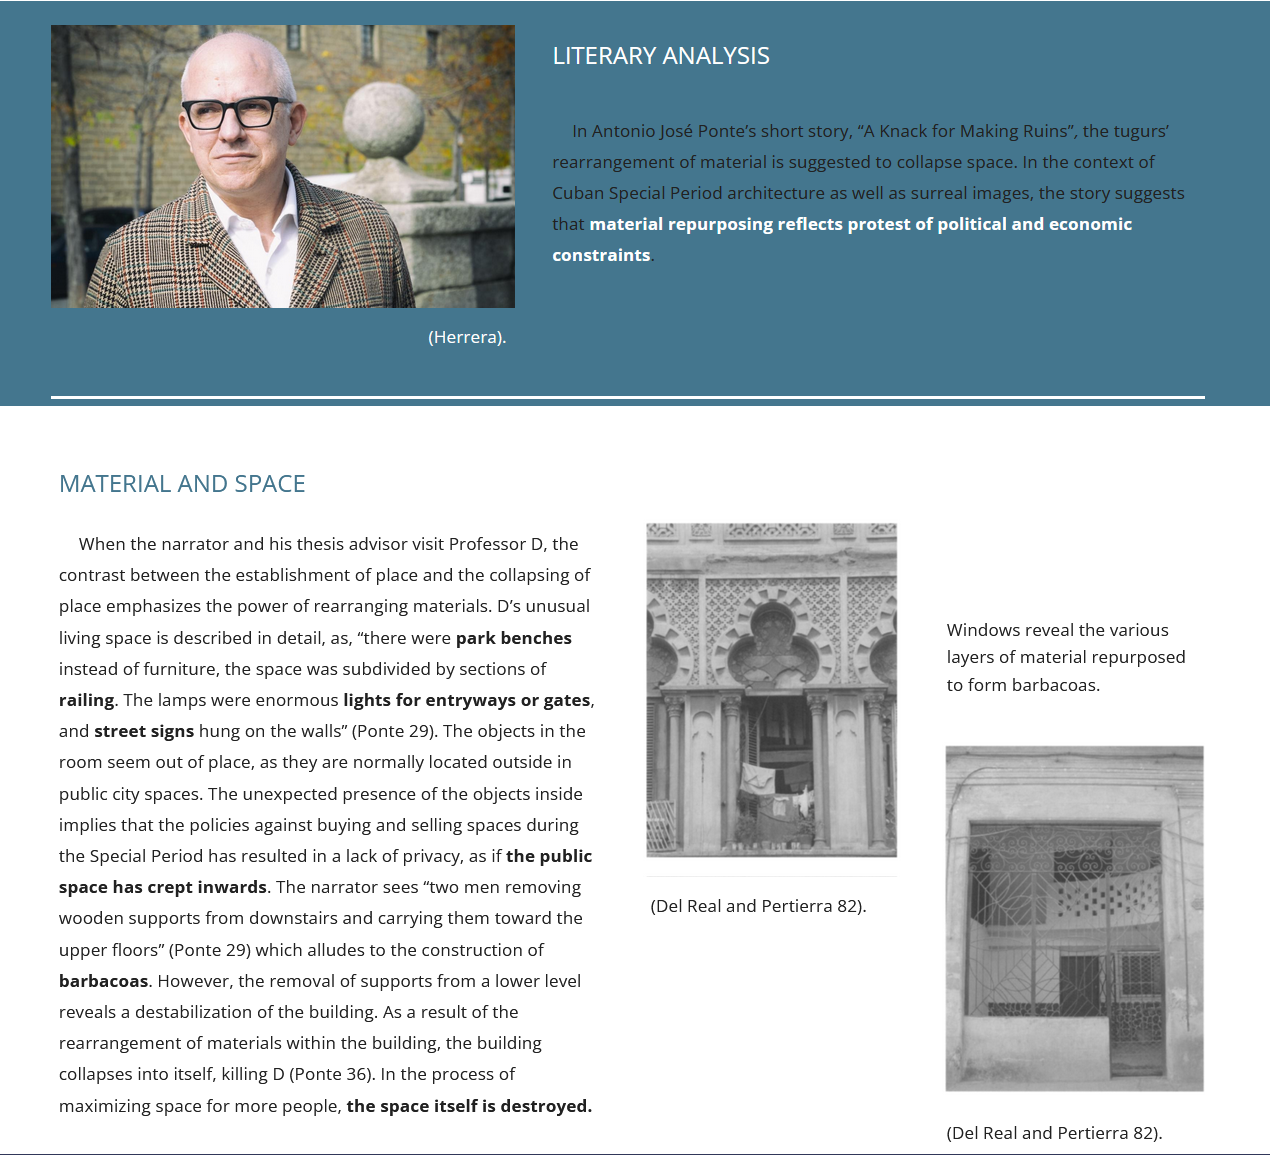 LITERARY ANALYSIS
In Antonio José Ponte's short story, “A Knack for Making Ruins”, the tugurs’
rearrangement of material is suggested to collapse space. In the context of
Cuban Special Period architecture as well as surreal images, the story suggests
that material repurposing reflects protest of political and economic
constraints.
(Herrera).
MATERIAL AND SPACE
When the narrator and his thesis advisor visit Professor D, the
contrast between the establishment of place and the collapsing of
place emphasizes the power of rearranging materials. D’s unusual
living space is described in detail, as, “there were park benches
instead of furniture, the space was subdivided by sections of
railing. The lamps were enormous lights for entryways or gates,
and street signs hung on the walls” (Ponte 29). The objects in the
room seem out of place, as they are normally located outside in
public city spaces. The unexpected presence of the objects inside
implies that the policies against buying and selling spaces during
the Special Period has resulted in a lack of privacy, as if the public
space has crept inwards. The narrator sees “two men removing
wooden supports from downstairs and carrying them toward the
upper floors” (Ponte 29) which alludes to the construction of
barbacoas. However, the removal of supports from a lower level
reveals a destabilization of the building. As a result of the
rearrangement of materials within the building, the building
collapses into itself, killing D (Ponte 36). In the process of
maximizing space for more people, the space itself is destroyed.
(Del Real and Pertierra 82).
Windows reveal the various
layers of material repurposed
to form barbacoas.
(Del Real and Pertierra 82).